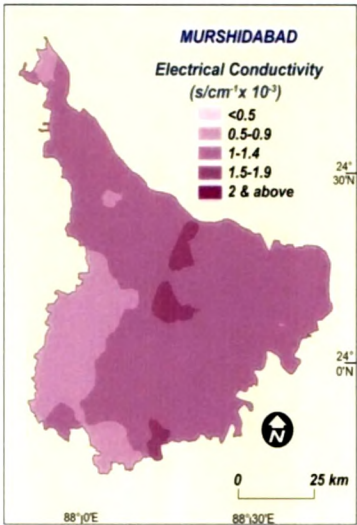 MURSHIDABAD
Electrical Conductivity
(s/cm⁻¹x 10⁻³)
<0.5
0.5-0.9
1-1.4
1.5-1.9
2 & above
24°
30'N
24°
0'N
N
0 25 km
88°0'E 88°30'E